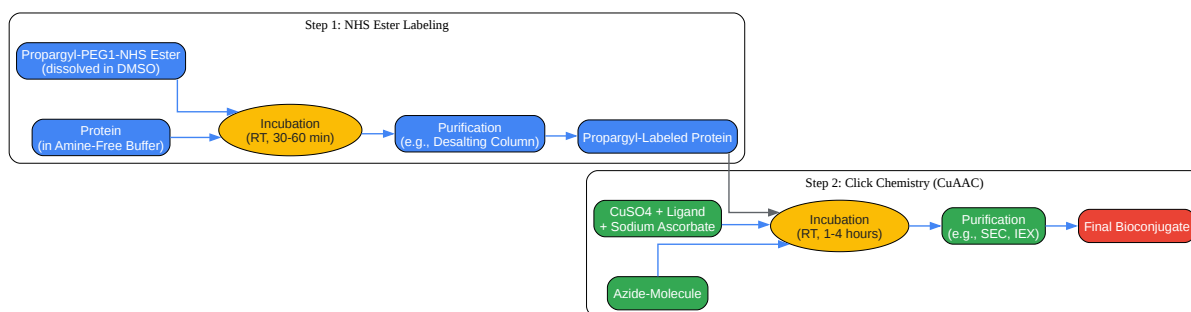 Step 1: NHS Ester Labeling
Propargyl-PEG1-NHS Ester
(dissolved in DMSO)
Protein
(in Amine-Free Buffer)
Incubation
(RT, 30-60 min)
Purification
(e.g., Desalting Column)
Propargyl-Labeled Protein
Step 2: Click Chemistry (CuAAC)
CuSO4 + Ligand
+ Sodium Ascorbate
Azide-Molecule
Incubation
(RT, 1-4 hours)
Purification
(e.g., SEC, IEX)
Final Bioconjugate